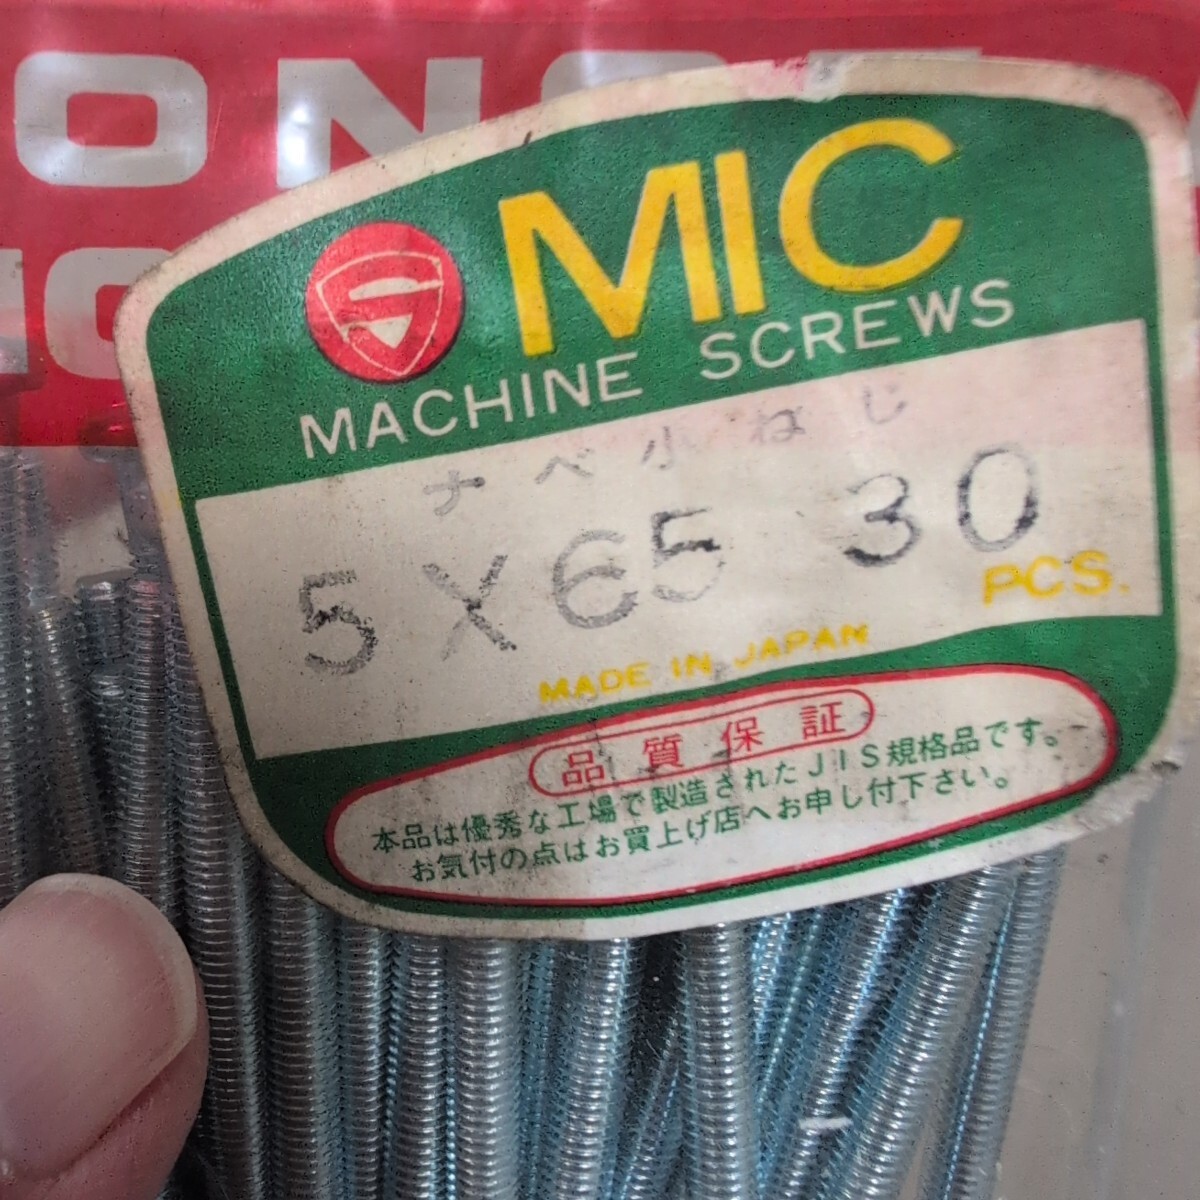 MIC
MACHINE SCREWS
ナベ小ねじ
5X65 30
PCS.
MADE IN JAPAN
品質保証
本品は優秀な工場で製造されたJIS規格品です。
お気付の点はお買上げ店へお申し付下さい。